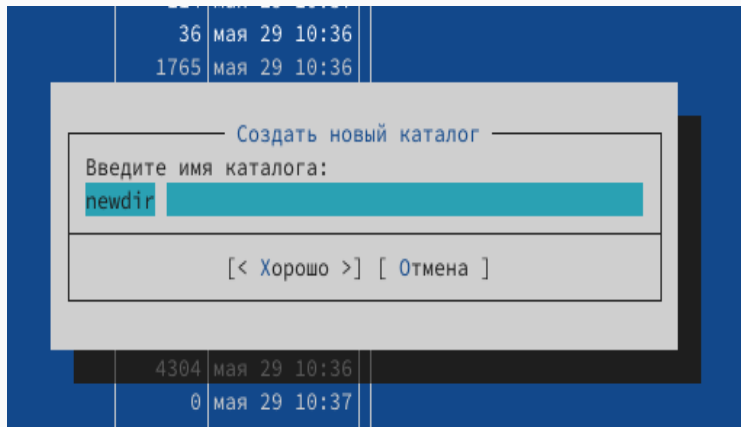 36 мая 29 10:36
1765 мая 29 10:36
Создать новый каталог
Введите имя каталога:
newdir
[< Хорошо >] [ Отмена ]
4304 мая 29 10:36
0 мая 29 10:37